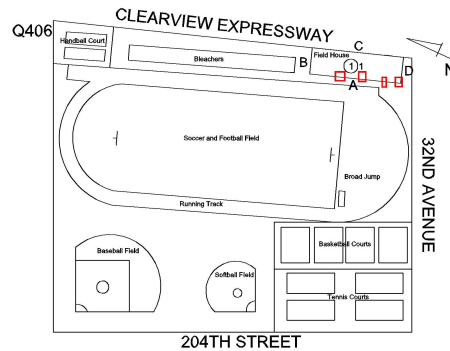 CLEARVIEW EXPRESSWAY
Q406
Handball Court
Bleachers
B
Field House
C
1 1
A
D
N
Soccer and Football Field
32ND AVENUE
Broad Jump
Running Track
Baseball Field
Softball Field
Basketball Courts
Tennis Courts
204TH STREET